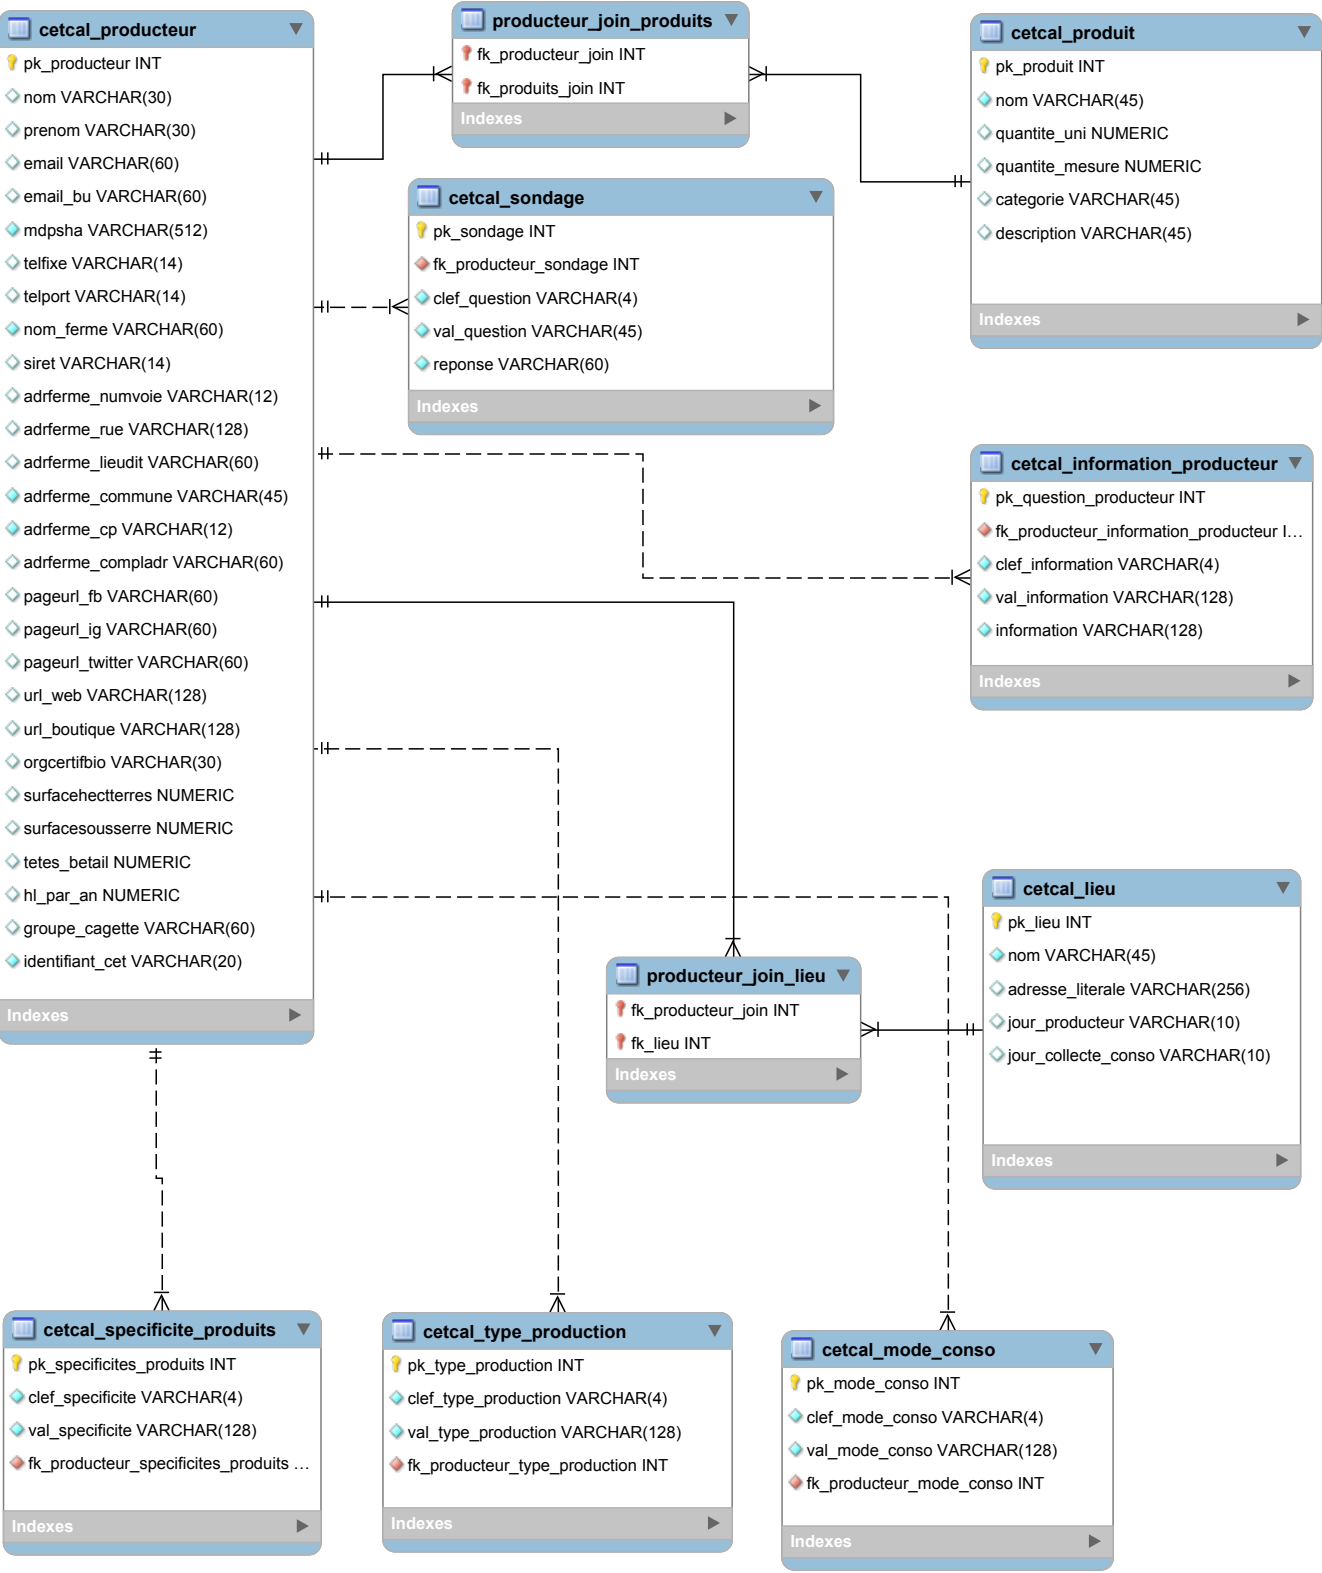 cetcal_producteur
pk_producteur INT
nom VARCHAR(30)
prenom VARCHAR(30)
email VARCHAR(60)
email_bu VARCHAR(60)
mdpsha VARCHAR(512)
telfixe VARCHAR(14)
telport VARCHAR(14)
nom_ferme VARCHAR(60)
siret VARCHAR(14)
adrferme_numvoie VARCHAR(12)
adrferme_rue VARCHAR(128)
adrferme_lieudit VARCHAR(60)
adrferme_commune VARCHAR(45)
adrferme_cp VARCHAR(12)
adrferme_compladr VARCHAR(60)
pageurl_fb VARCHAR(60)
pageurl_ig VARCHAR(60)
pageurl_twitter VARCHAR(60)
url_web VARCHAR(128)
url_boutique VARCHAR(128)
orgcertifbio VARCHAR(30)
surfacehectterres NUMERIC
surfacesousserre NUMERIC
tetes_betail NUMERIC
hl_par_an NUMERIC
groupe_cagette VARCHAR(60)
identifiant_cet VARCHAR(20)
Indexes
producteur_join_produits
fk_producteur_join INT
fk_produits_join INT
Indexes
cetcal_produit
pk_produit INT
nom VARCHAR(45)
quantite_uni NUMERIC
quantite_mesure NUMERIC
categorie VARCHAR(45)
description VARCHAR(45)
Indexes
cetcal_sondage
pk_sondage INT
fk_producteur_sondage INT
clef_question VARCHAR(4)
val_question VARCHAR(45)
reponse VARCHAR(60)
Indexes
cetcal_information_producteur
pk_question_producteur INT
fk_producteur_information_producteur I...
clef_information VARCHAR(4)
val_information VARCHAR(128)
information VARCHAR(128)
Indexes
cetcal_lieu
pk_lieu INT
nom VARCHAR(45)
adresse_literale VARCHAR(256)
jour_producteur VARCHAR(10)
jour_collecte_conso VARCHAR(10)
Indexes
producteur_join_lieu
fk_producteur_join INT
fk_lieu INT
Indexes
cetcal_specificite_produits
pk_specificites_produits INT
clef_specificite VARCHAR(4)
val_specificite VARCHAR(128)
fk_producteur_specificites_produits ...
Indexes
cetcal_type_production
pk_type_production INT
clef_type_production VARCHAR(4)
val_type_production VARCHAR(128)
fk_producteur_type_production INT
Indexes
cetcal_mode_conso
pk_mode_conso INT
clef_mode_conso VARCHAR(4)
val_mode_conso VARCHAR(128)
fk_producteur_mode_conso INT
Indexes